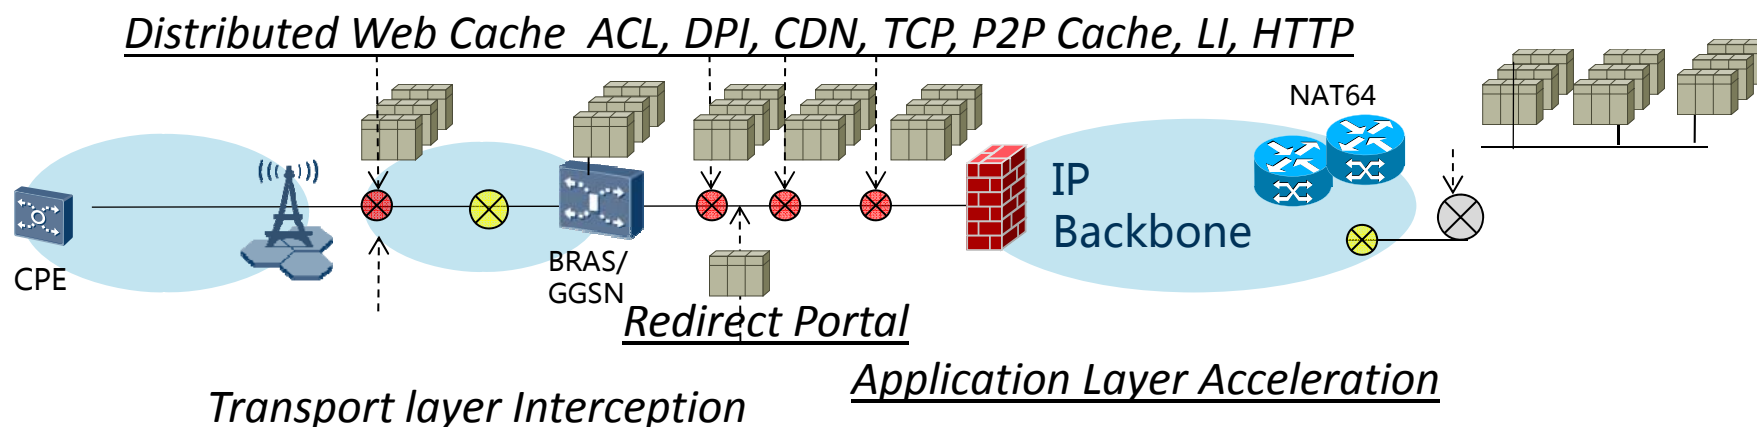 Distributed Web Cache ACL, DPI, CDN, TCP, P2P Cache, LI, HTTP
NAT64
IP
Backbone
CPE
BRAS/
GGSN
Redirect Portal
Application Layer Acceleration
Transport layer Interception